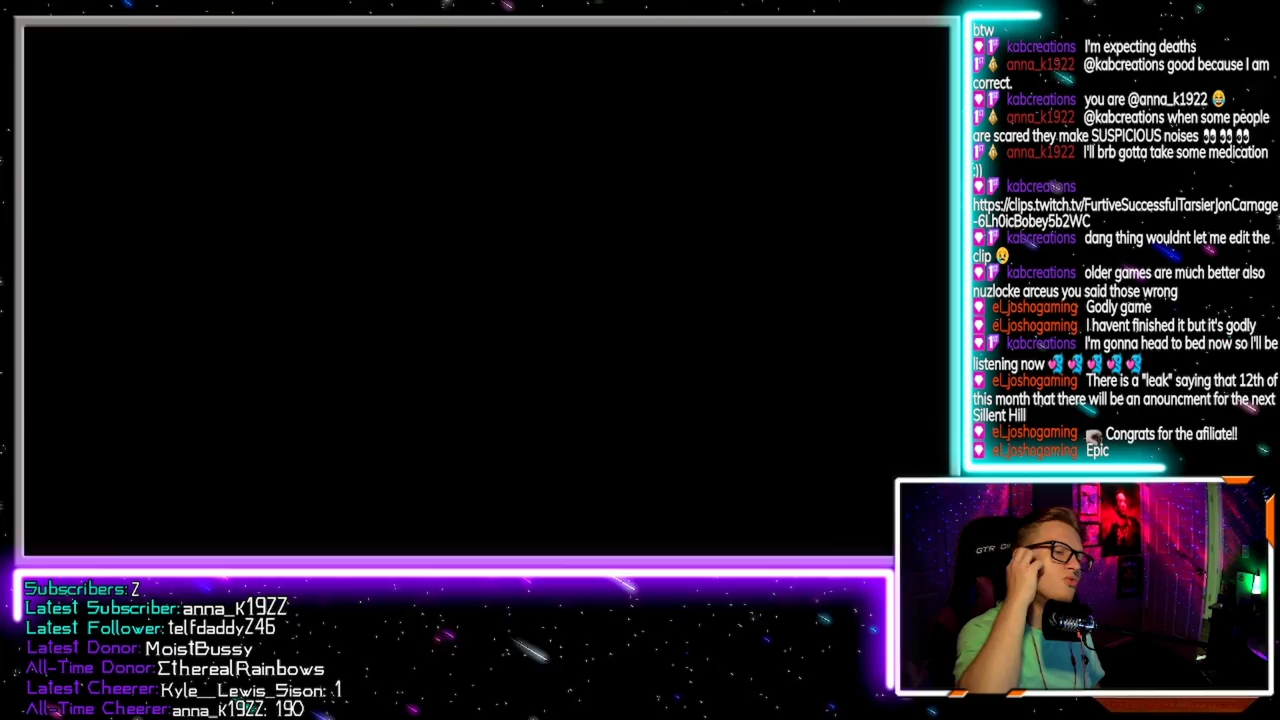 btw
kabcreations I'm expecting deaths
anna_k1922 @kabcreations good because I am
correct.
kabcreations you are @anna_k1922 😂
anna_k1922 @kabcreations when some people
are scared they make SUSPICIOUS noises 👀👀👀
anna_k1922 I'll brb gotta take some medication
:))
kabcreations
https://clips.twitch.tv/FurtiveSuccessfulTarsierJonCarnage
-6Lh0icBobey5b2WC
kabcreations dang thing wouldnt let me edit the
clip 😢
kabcreations older games are much better also
nuzlocke arceus you said those wrong
el_joshogaming Godly game
el_joshogaming I havent finished it but it's godly
kabcreations I'm gonna head to bed now so I'll be
listening now
el_joshogaming There is a "leak" saying that 12th of
this month that there will be an anouncment for the next
Sillent Hill
el_joshogaming Congrats for the afiliate!!
el_joshogaming Epic
GTR
Subscribers: 2
Latest Subscriber: anna_k1922
Latest Follower: telfdaddy246
Latest Donor: MoistBussy
All-Time Donor: EtherealRainbows
Latest Cheerer: Kyle__Lewis_Sison: 1
All-Time Cheerer: anna_k1922: 190